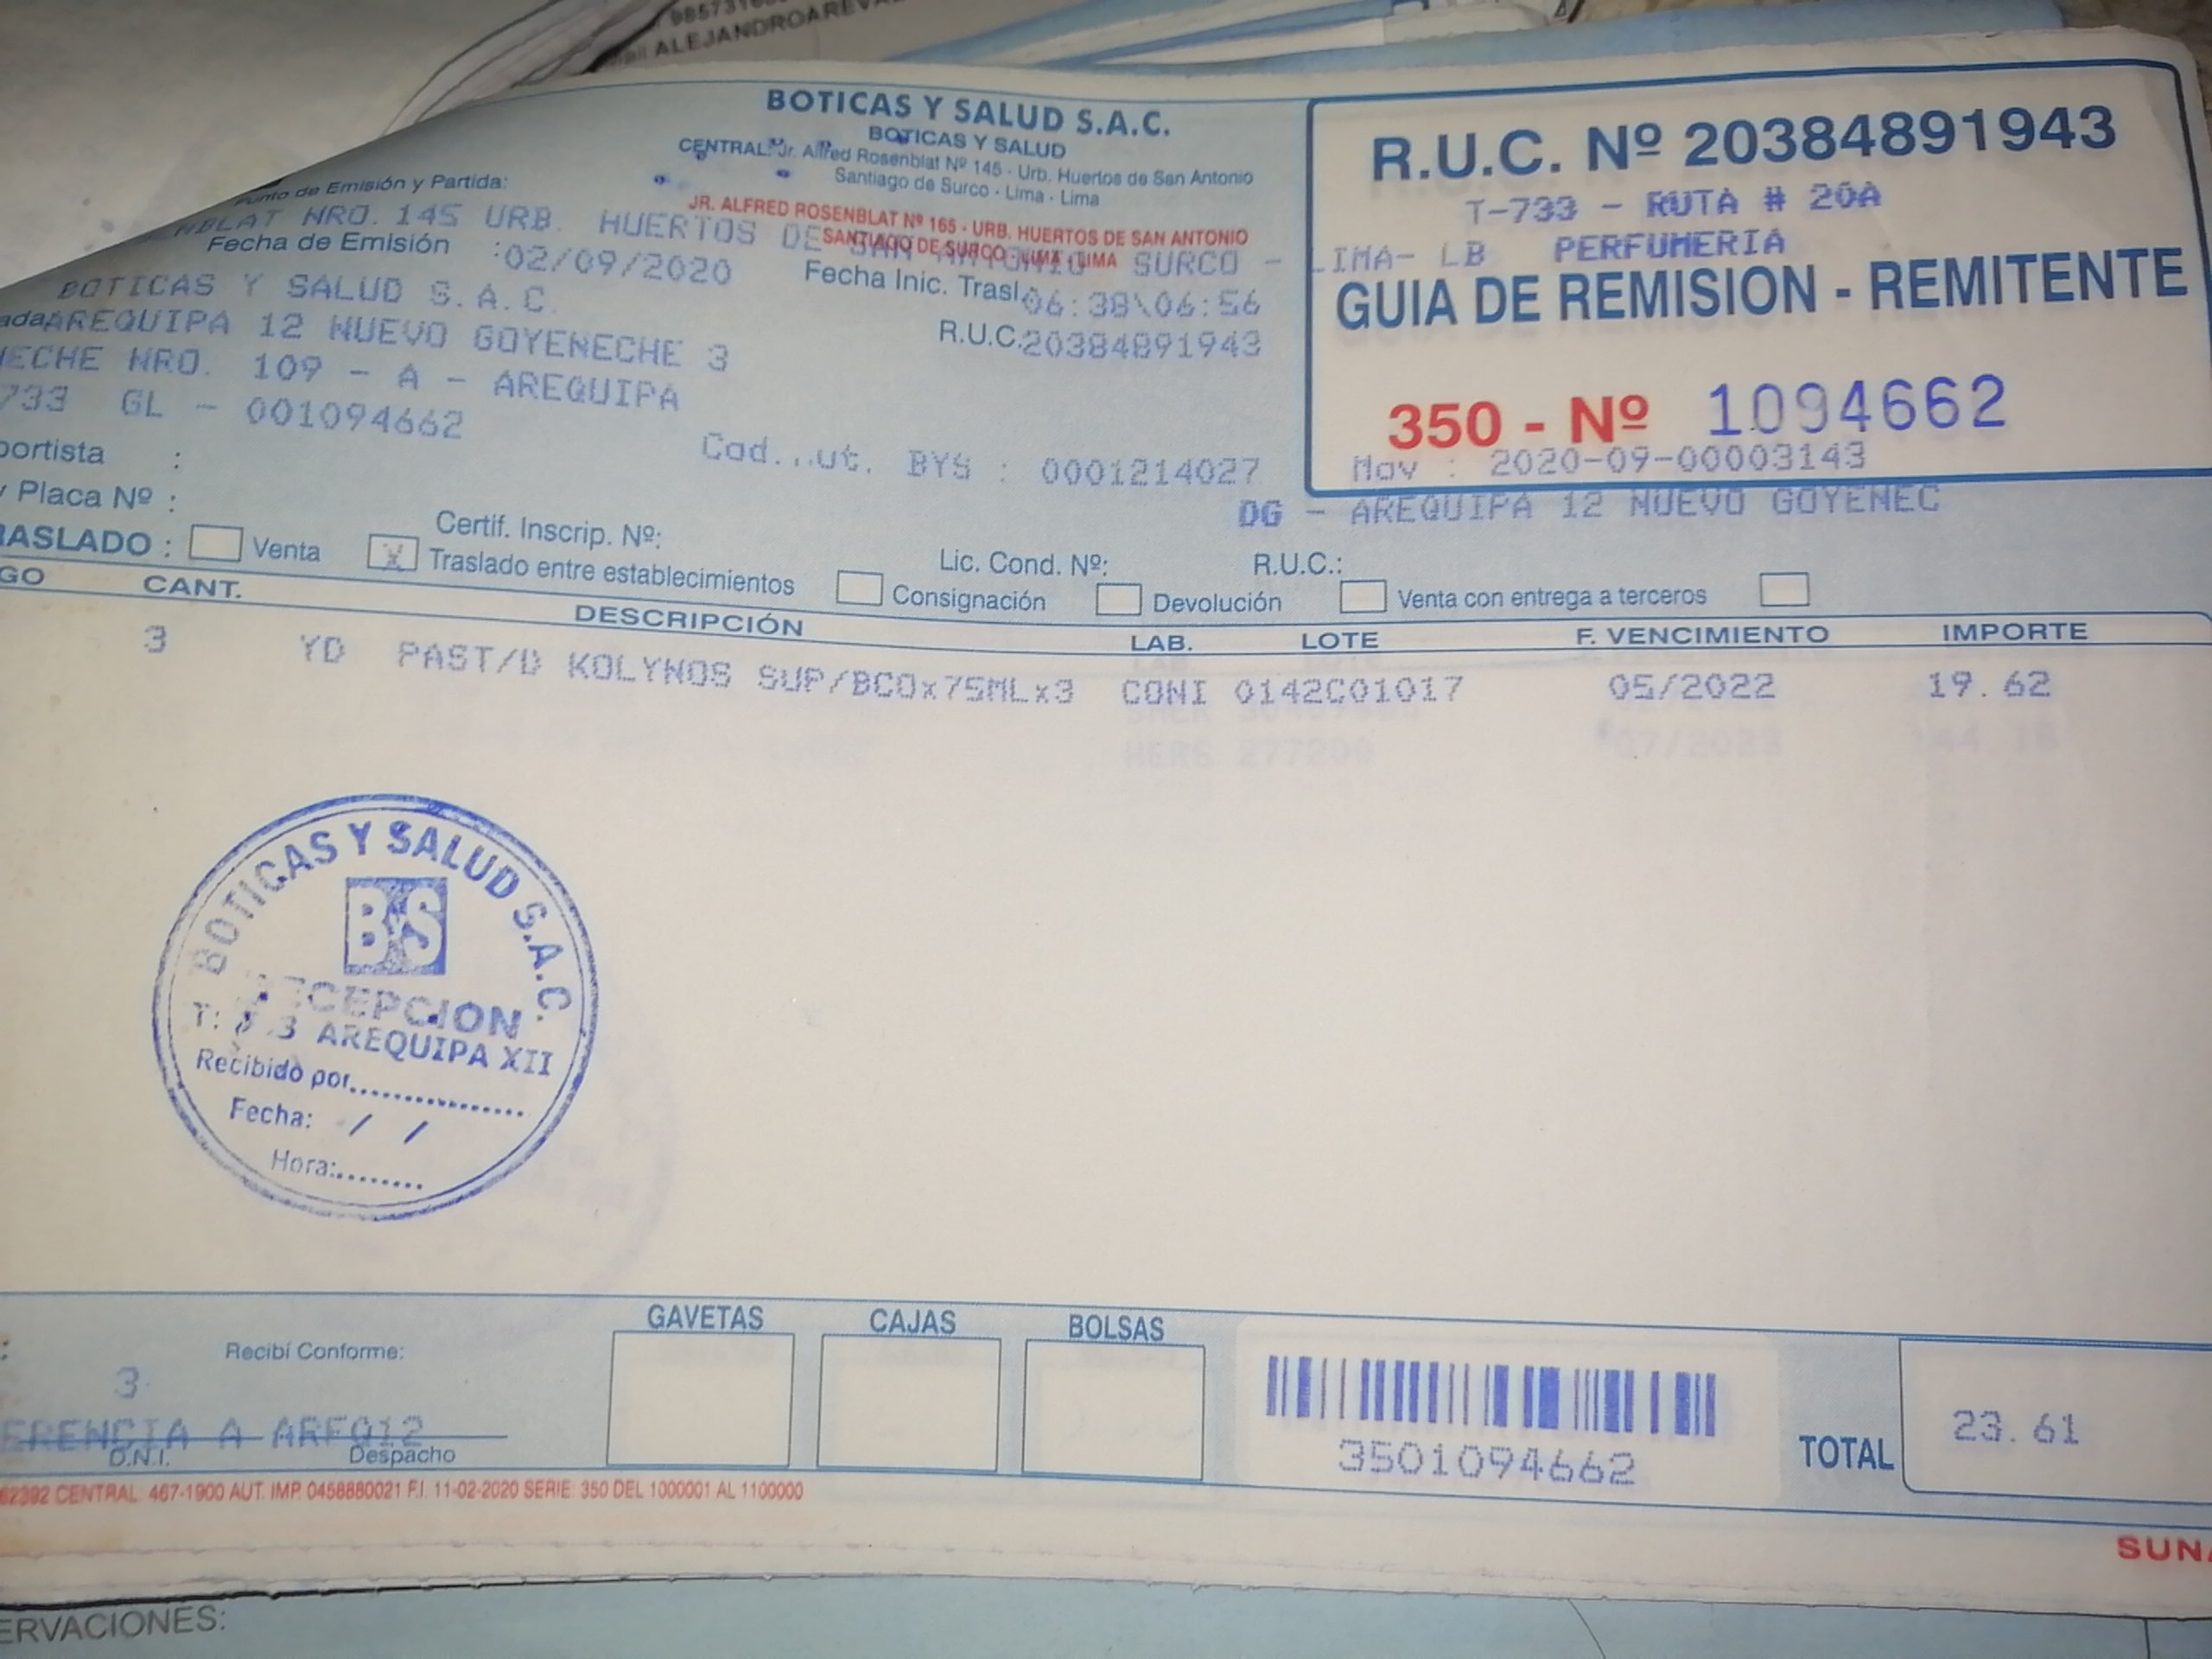 ALEJANDROAREV
BOTICAS Y SALUD S.A.C.
BOTICAS Y SALUD
CENTRAL: Jr. Alfred Rosenblat Nº 145 - Urb. Huertos de San Antonio
Santiago de Surco - Lima - Lima
JR. ALFRED ROSENBLAT Nº 165 - URB. HUERTOS DE SAN ANTONIO
SANTIAGO DE SURCO - LIMA - LIMA
R.U.C. Nº 20384891943
T-733 - RUTA # 20A
LIMA- LB PERFUMERIA
GUIA DE REMISION - REMITENTE
350 - Nº 1094662
Mov : 2020-09-00003143
DG - AREQUIPA 12 NUEVO GOYENEC
Punto de Emisión y Partida:
NBLAT NRO. 145 URB. HUERTOS DE SAN ANTONIO SURCO -
Fecha de Emisión :02/09/2020
Fecha Inic. Trasl 06:38\06:56
BOTICAS Y SALUD S.A.C.
R.U.C. 20384891943
ada AREQUIPA 12 NUEVO GOYENECHE 3
ECHE NRO. 109 - A - AREQUIPA
733 GL - 001094662
Cod...ut. BYS : 0001214027
portista :
y Placa Nº :
Certif. Inscrip. Nº:
Lic. Cond. Nº:
R.U.C.:
RASLADO : Venta X Traslado entre establecimientos Consignación Devolución Venta con entrega a terceros
GO CANT. DESCRIPCIÓN LAB. LOTE F. VENCIMIENTO IMPORTE
3 YD PAST/D KOLYNOS SUP/BCOx75MLx3 CONI 0142C01017 05/2022 19.62
HERS 277200
BOTICAS Y SALUD S.A.C.
BYS
RECEPCION
AREQUIPA XII
Recibido por..................
Fecha: / /
Hora:........
Recibí Conforme:
3
ERENCIA A AREQ12
D.N.I. Despacho
GAVETAS CAJAS BOLSAS
3501094662
TOTAL 23.61
62392 CENTRAL: 467-1900 AUT. IMP. 0458880021 F.I. 11-02-2020 SERIE: 350 DEL 1000001 AL 1100000
SUNA
ERVACIONES: